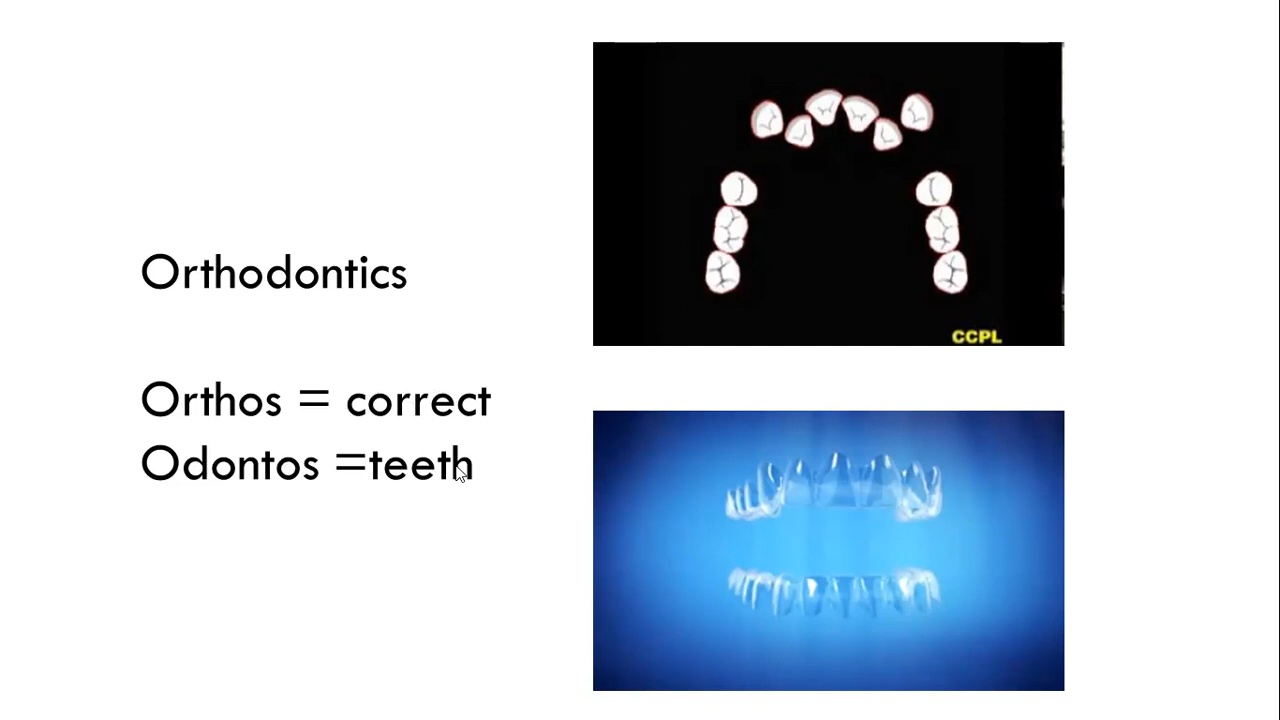 Orthodontics
Orthos = correct
Odontos =teeth
CCPL